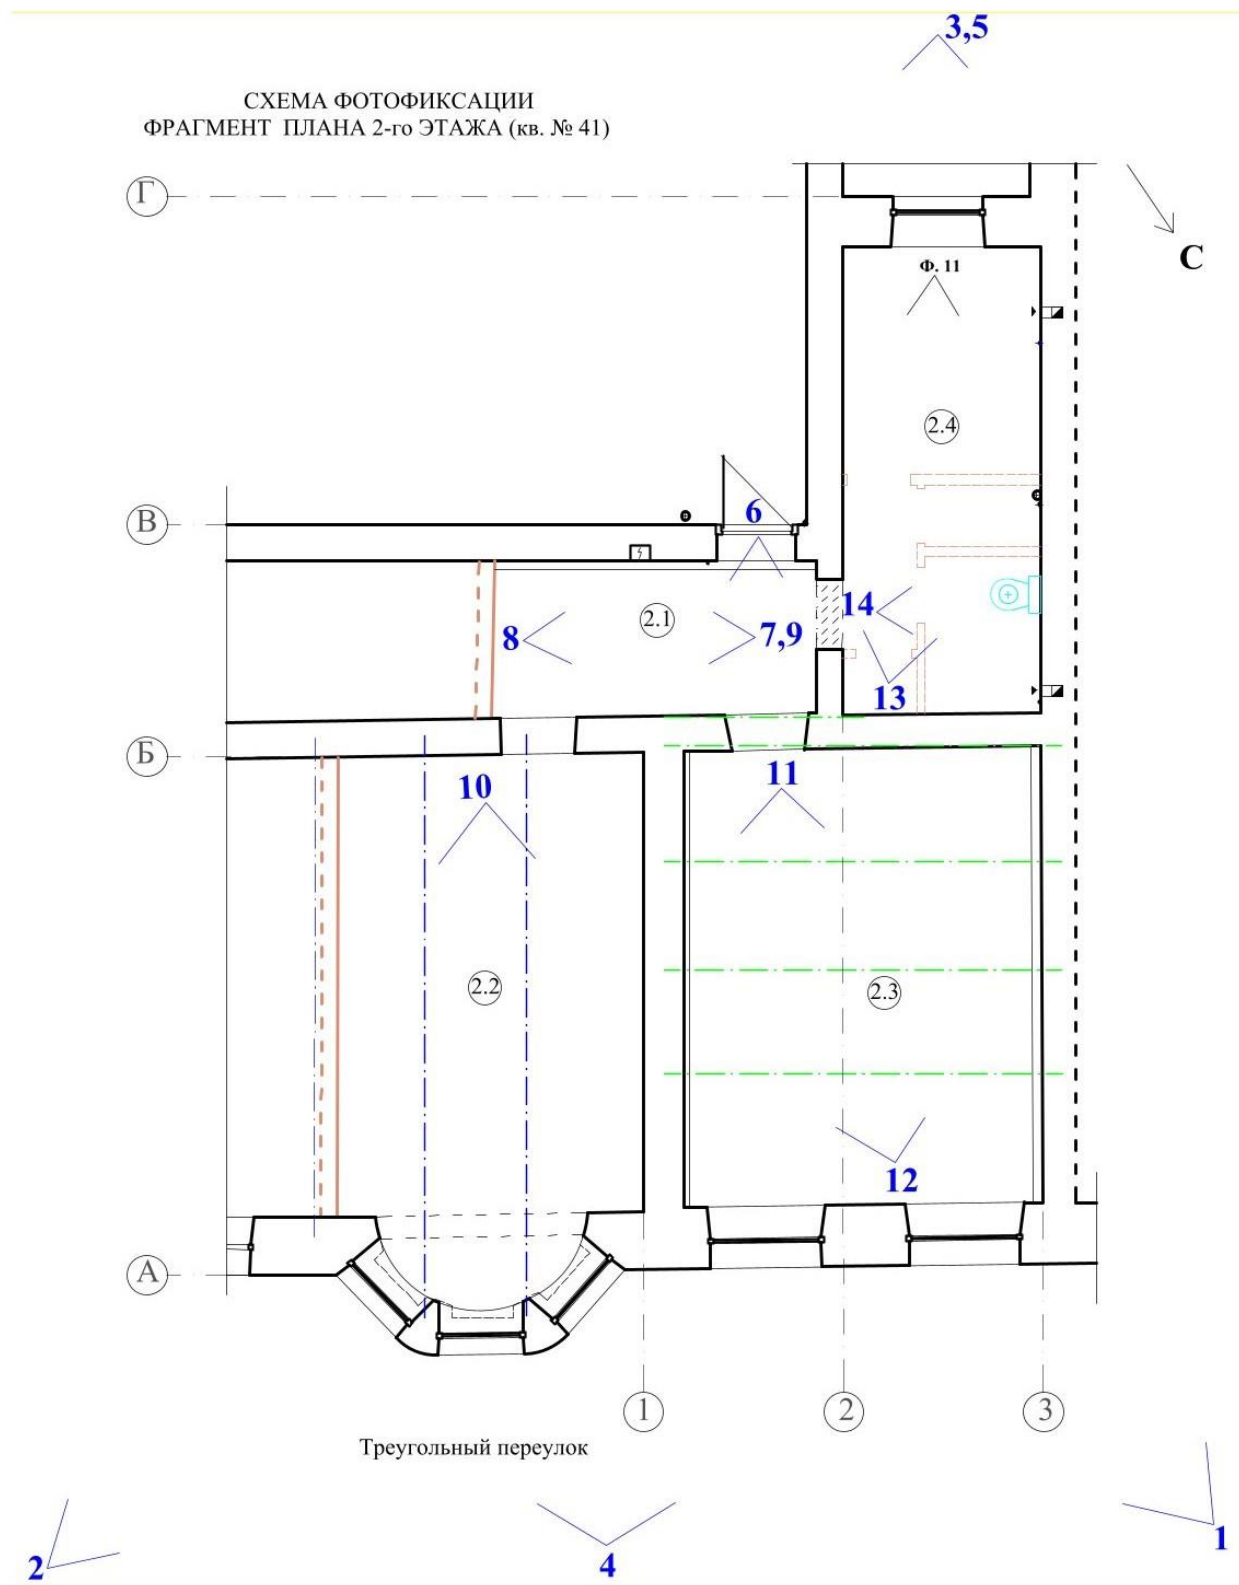 3,5
СХЕМА ФОТОФИКСАЦИИ
ФРАГМЕНТ ПЛАНА 2-го ЭТАЖА (кв. № 41)
Г
С
Ф. 11
2.4
В
6
14
2.1
8
7,9
13
Б
10
11
2.2
2.3
12
А
1
2
3
Треугольный переулок
1
2
4